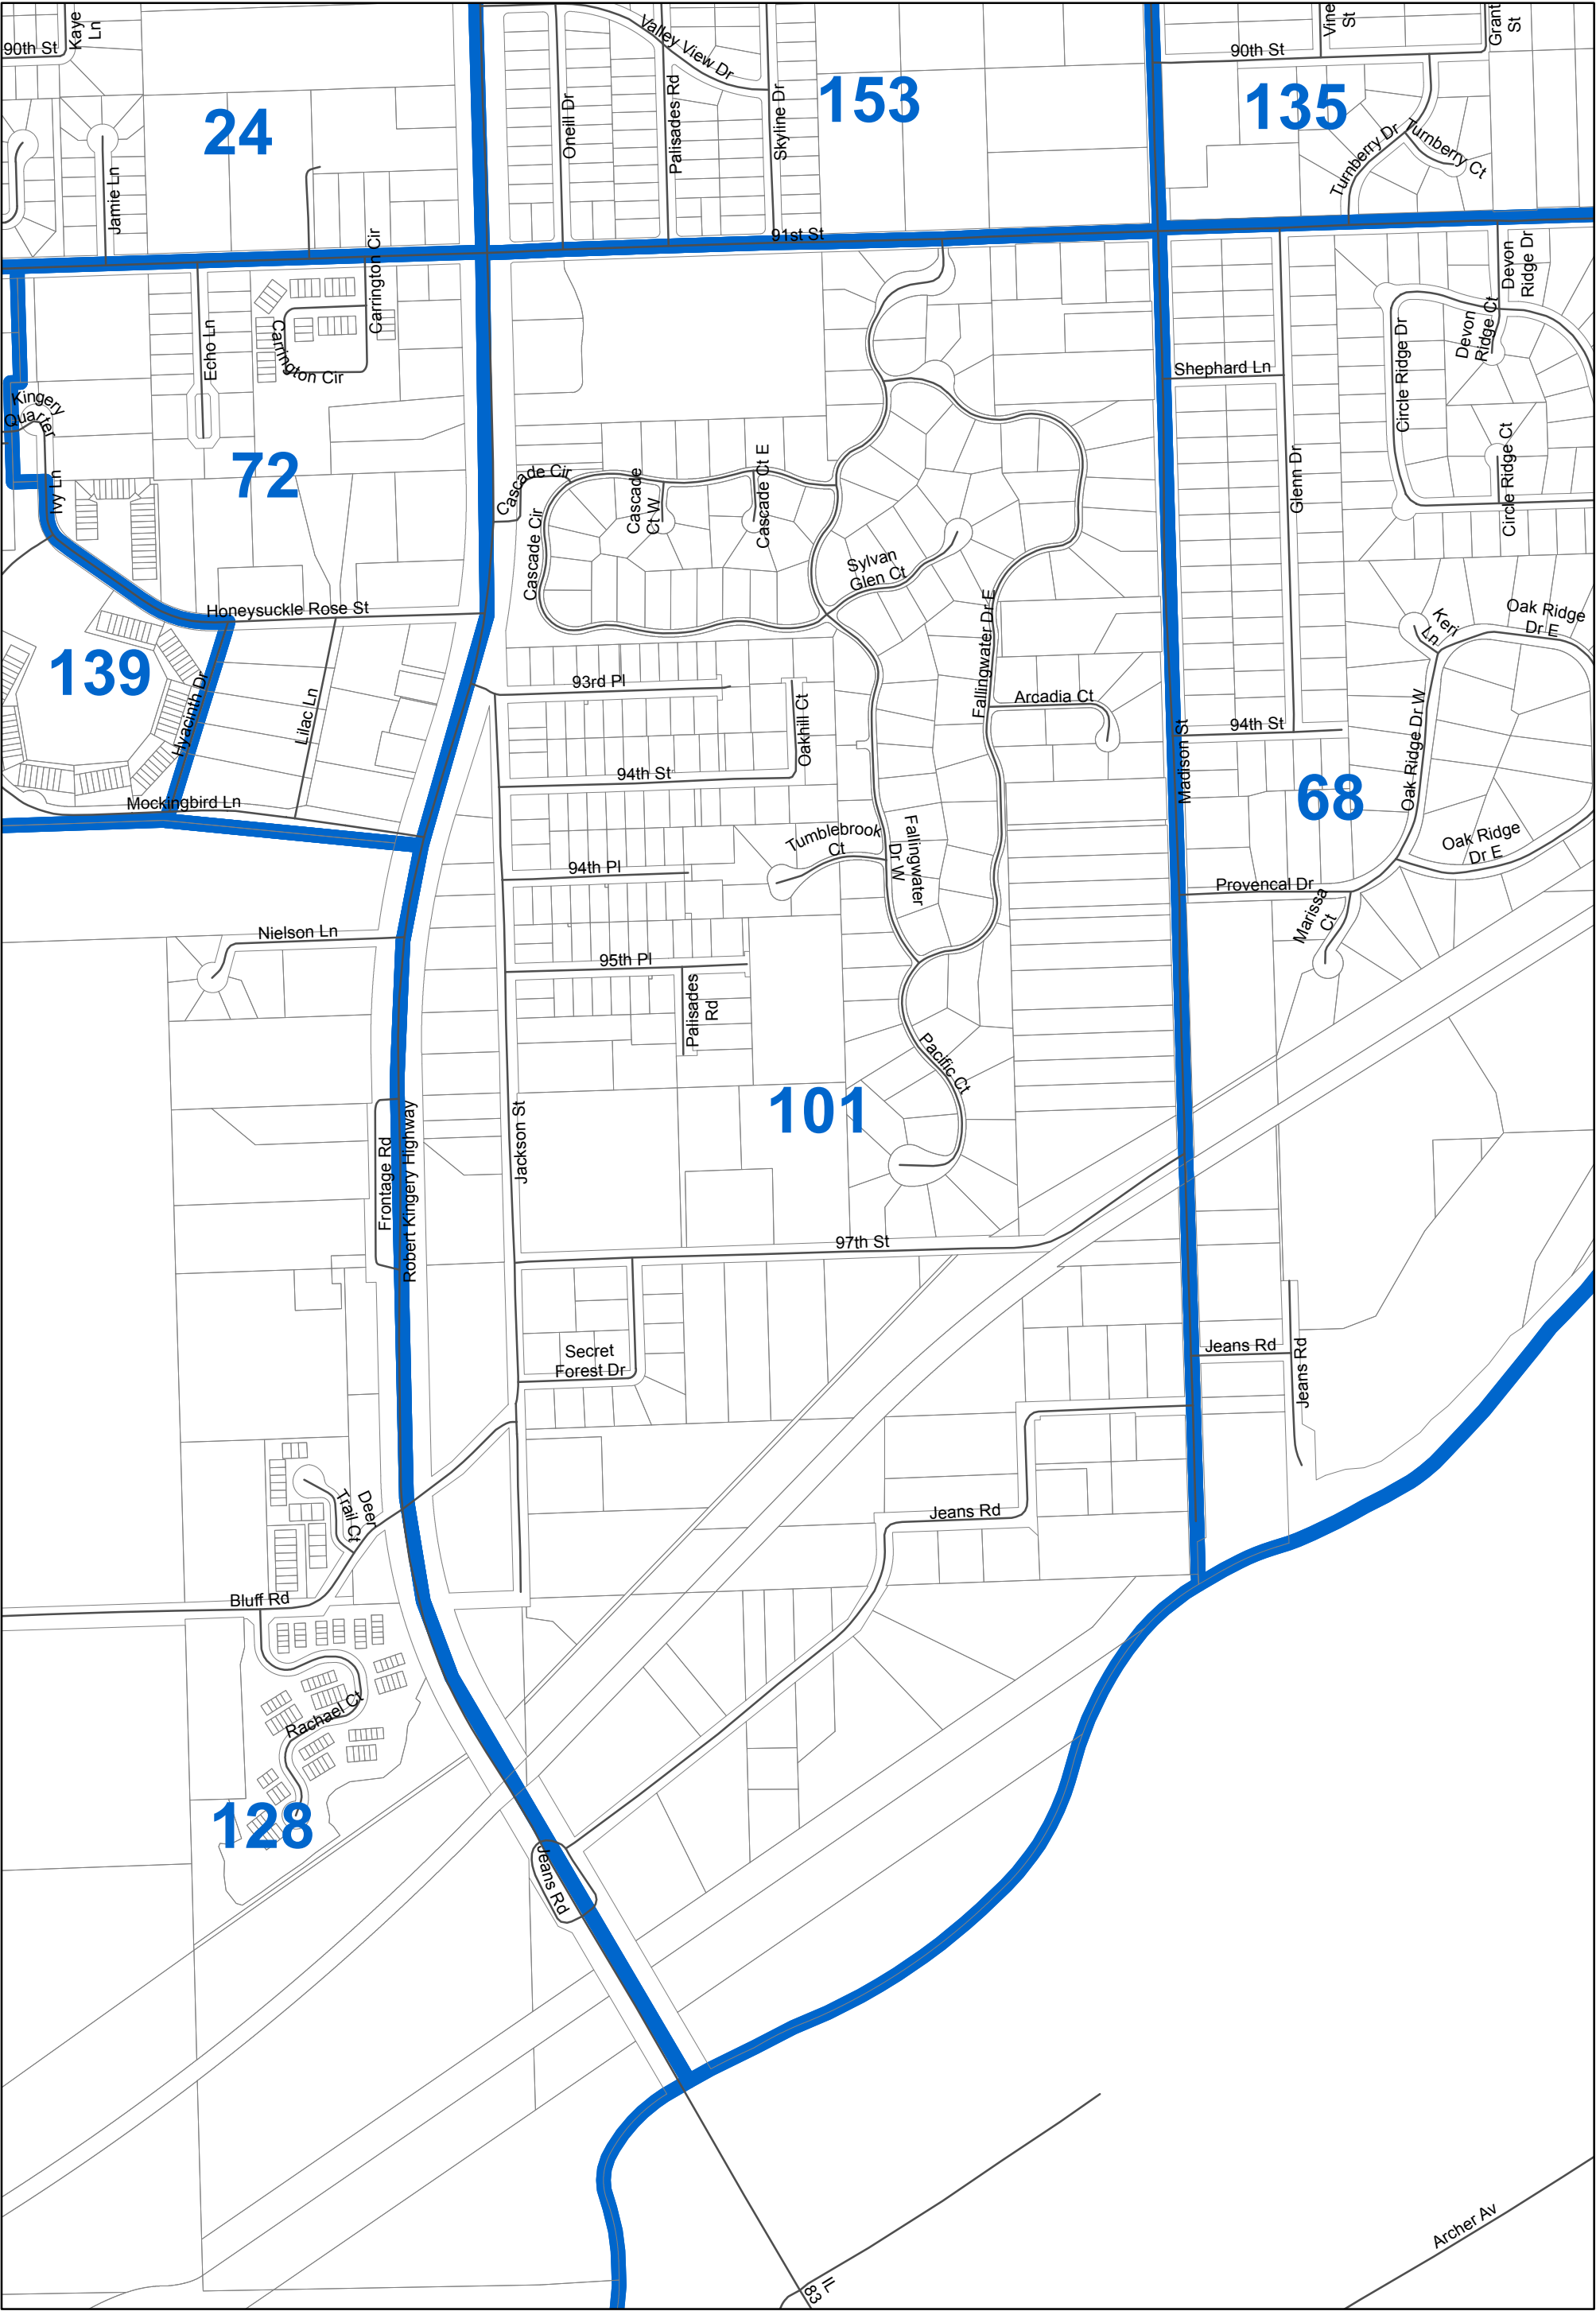 90th St
Kaye
Ln
Valley View Dr
Vine
St
Grant
St
90th St
24
Oneill Dr
Palisades Rd
Skyline Dr
153
135
Turnberry Dr
Turnberry Ct
Jamie Ln
91st St
Carrington Cir
Echo Ln
Carrington Cir
Devon
Ridge Dr
Devon
Ridge Ct
Circle Ridge Dr
Shephard Ln
Kingery
Quarter
72
Ivy Ln
Cascade Cir
Cascade
Ct W
Cascade Ct E
Glenn Dr
Circle Ridge Ct
Cascade Cir
Sylvan
Glen Ct
Honeysuckle Rose St
Fallingwater Dr E
Keri
Ln
Oak Ridge
Dr E
139
Hyacinth Dr
Lilac Ln
93rd Pl
Oakhill Ct
Arcadia Ct
94th St
Madison St
94th St
Oak Ridge Dr W
68
Mockingbird Ln
Tumblebrook
Ct
Fallingwater
Dr W
Oak Ridge
Dr E
94th Pl
Provencal Dr
Marissa
Ct
Nielson Ln
95th Pl
Palisades
Rd
Pacific Ct
101
Frontage Rd
Robert Kingery Highway
Jackson St
97th St
Secret
Forest Dr
Jeans Rd
Jeans Rd
Deer
Trail Ct
Jeans Rd
Bluff Rd
Rachael Ct
128
Jeans Rd
Archer Av
IL
83